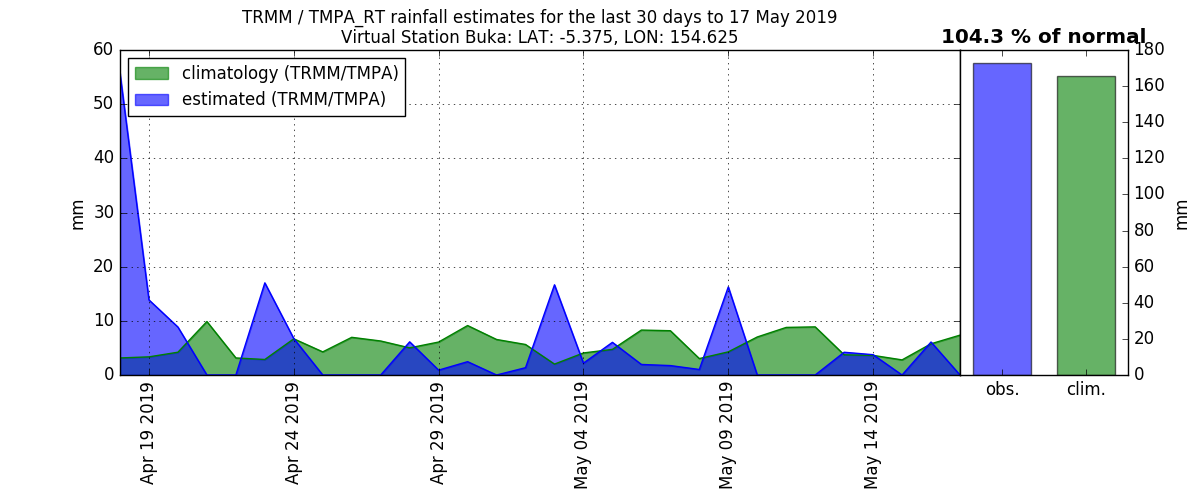 TRMM / TMPA_RT rainfall estimates for the last 30 days to 17 May 2019
Virtual Station Buka: LAT: -5.375, LON: 154.625
104.3 % of normal
climatology (TRMM/TMPA)
estimated (TRMM/TMPA)
60
50
40
30
20
10
0
mm
Apr 19 2019
Apr 24 2019
Apr 29 2019
May 04 2019
May 09 2019
May 14 2019
180
160
140
120
100
80
60
40
20
0
mm
obs.
clim.